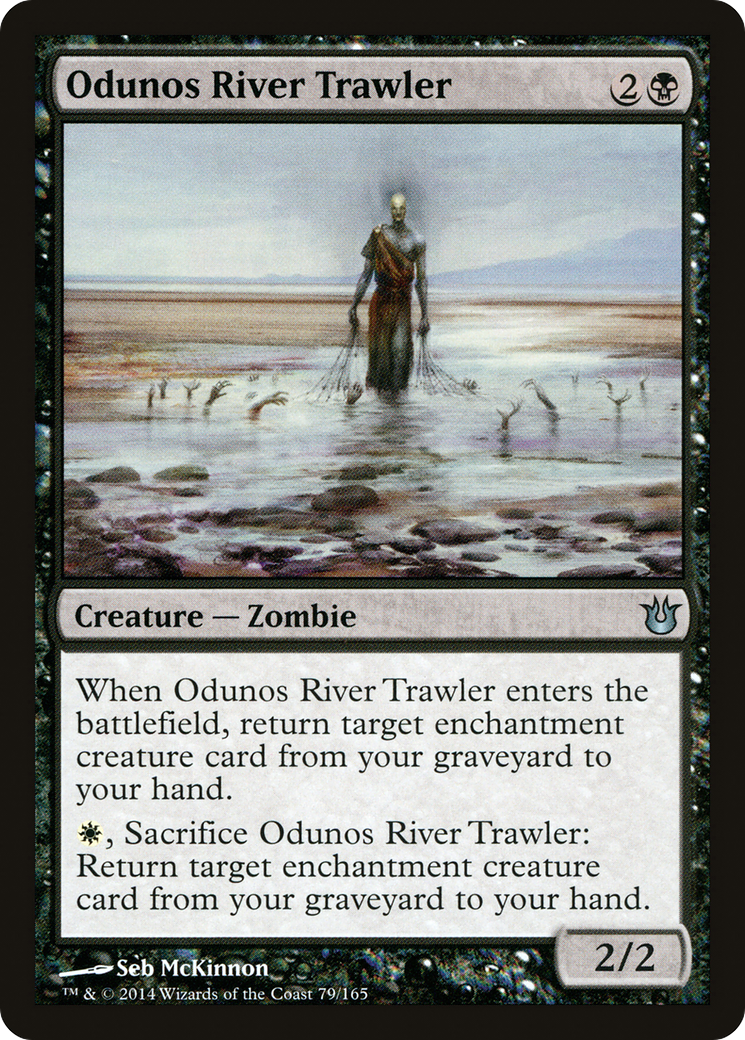 Odunos River Trawler 2
Creature — Zombie
When Odunos River Trawler enters the
battlefield, return target enchantment
creature card from your graveyard to
your hand.
, Sacrifice Odunos River Trawler:
Return target enchantment creature
card from your graveyard to your hand.
2/2
Seb McKinnon
™ & © 2014 Wizards of the Coast 79/165